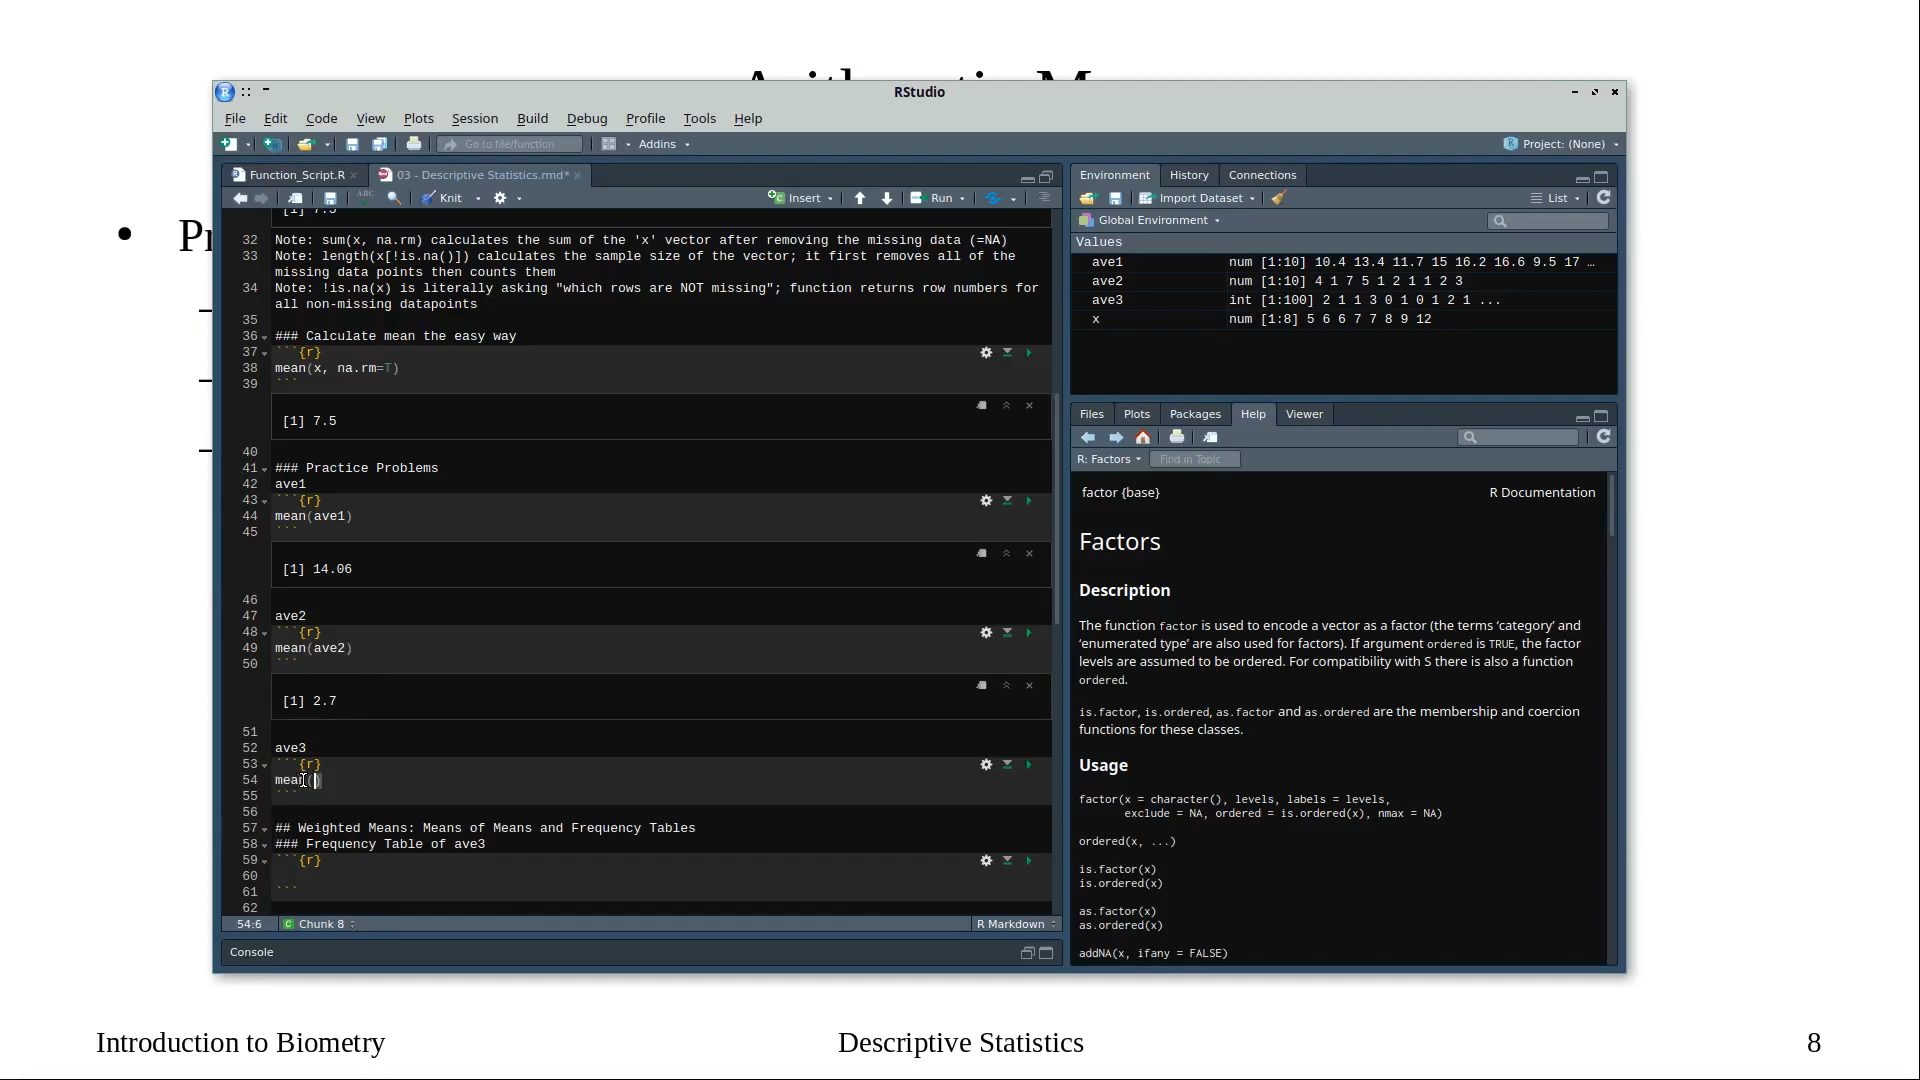 RStudio
File Edit Code View Plots Session Build Debug Profile Tools Help
Go to file/function Addins Project: (None)
Function_Script.R 03 - Descriptive Statistics.rmd*
ABC Knit Insert Run
[1] 7.5
32 Note: sum(x, na.rm) calculates the sum of the 'x' vector after removing the missing data (=NA)
33 Note: length(x[!is.na()]) calculates the sample size of the vector; it first removes all of the
missing data points then counts them
34 Note: !is.na(x) is literally asking "which rows are NOT missing"; function returns row numbers for
all non-missing datapoints
35
36 ### Calculate mean the easy way
37 ```{r}
38 mean(x, na.rm=T)
39 ```
[1] 7.5
40
41 ### Practice Problems
42 ave1
43 ```{r}
44 mean(ave1)
45 ```
[1] 14.06
46
47 ave2
48 ```{r}
49 mean(ave2)
50 ```
[1] 2.7
51
52 ave3
53 ```{r}
54 mean()
55 ```
56
57 ## Weighted Means: Means of Means and Frequency Tables
58 ### Frequency Table of ave3
59 ```{r}
60
61 ```
62
54:6 Chunk 8 R Markdown
Console
Environment History Connections
Import Dataset List
Global Environment
Values
ave1 num [1:10] 10.4 13.4 11.7 15 16.2 16.6 9.5 17 …
ave2 num [1:10] 4 1 7 5 1 2 1 1 2 3
ave3 int [1:100] 2 1 1 3 0 1 0 1 2 1 ...
x num [1:8] 5 6 6 7 7 8 9 12
Files Plots Packages Help Viewer
R: Factors Find in Topic
factor {base} R Documentation
Factors
Description
The function factor is used to encode a vector as a factor (the terms ‘category’ and
‘enumerated type’ are also used for factors). If argument ordered is TRUE, the factor
levels are assumed to be ordered. For compatibility with S there is also a function
ordered.
is.factor, is.ordered, as.factor and as.ordered are the membership and coercion
functions for these classes.
Usage
factor(x = character(), levels, labels = levels,
exclude = NA, ordered = is.ordered(x), nmax = NA)
ordered(x, ...)
is.factor(x)
is.ordered(x)
as.factor(x)
as.ordered(x)
addNA(x, ifany = FALSE)
Introduction to Biometry
Descriptive Statistics
8